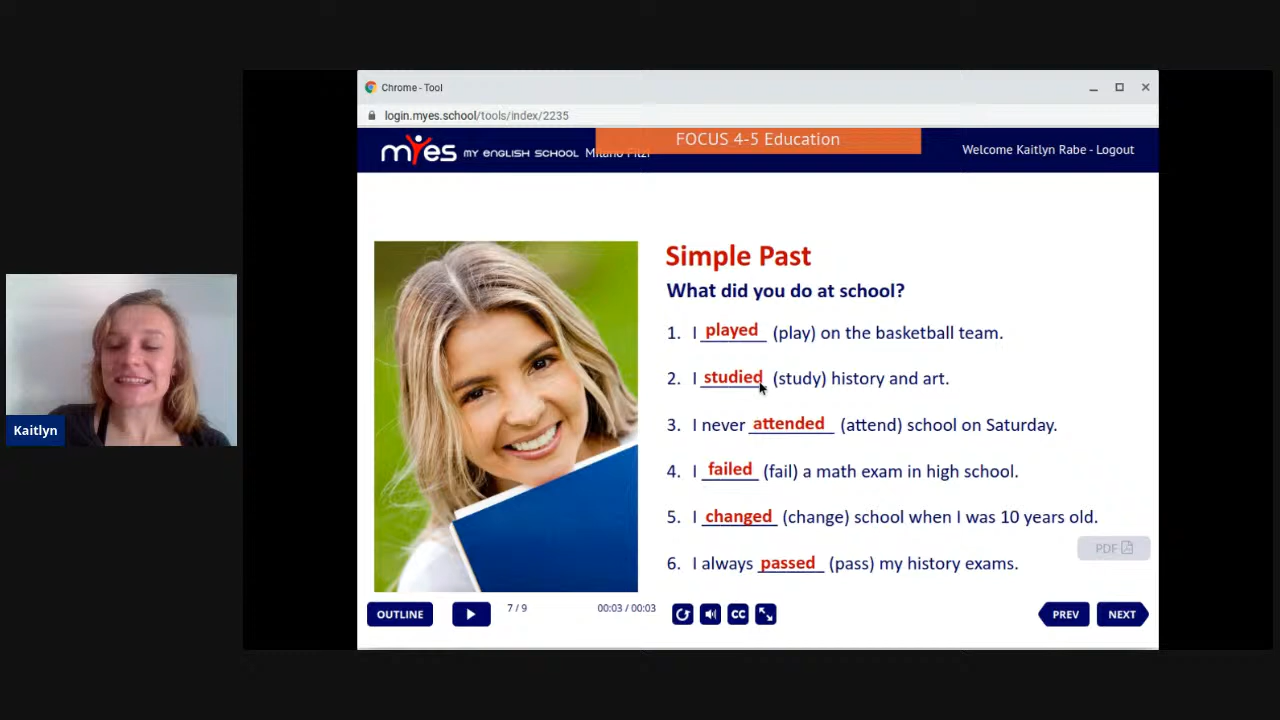 Chrome - Tool
login.myes.school/tools/index/2235
FOCUS 4-5 Education
myes MY ENGLISH SCHOOL Milano Fitzi
Welcome Kaitlyn Rabe - Logout
Simple Past
What did you do at school?
1. I played (play) on the basketball team.
2. I studied (study) history and art.
3. I never attended (attend) school on Saturday.
4. I failed (fail) a math exam in high school.
5. I changed (change) school when I was 10 years old.
6. I always passed (pass) my history exams.
Kaitlyn
PDF
OUTLINE
7 / 9
00:03 / 00:03
CC
PREV
NEXT